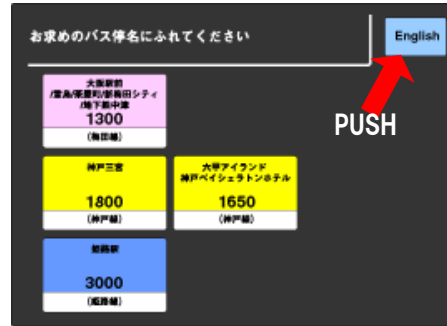 お求めのバス停名にふれてください
English
PUSH
大阪駅前
/堂島/茶屋町/新梅田シティ
/地下鉄中津
1300
(梅田線)
神戸三宮
1800
(神戸線)
六甲アイランド
神戸ベイシェラトンホテル
1650
(神戸線)
姫路駅
3000
(姫路線)